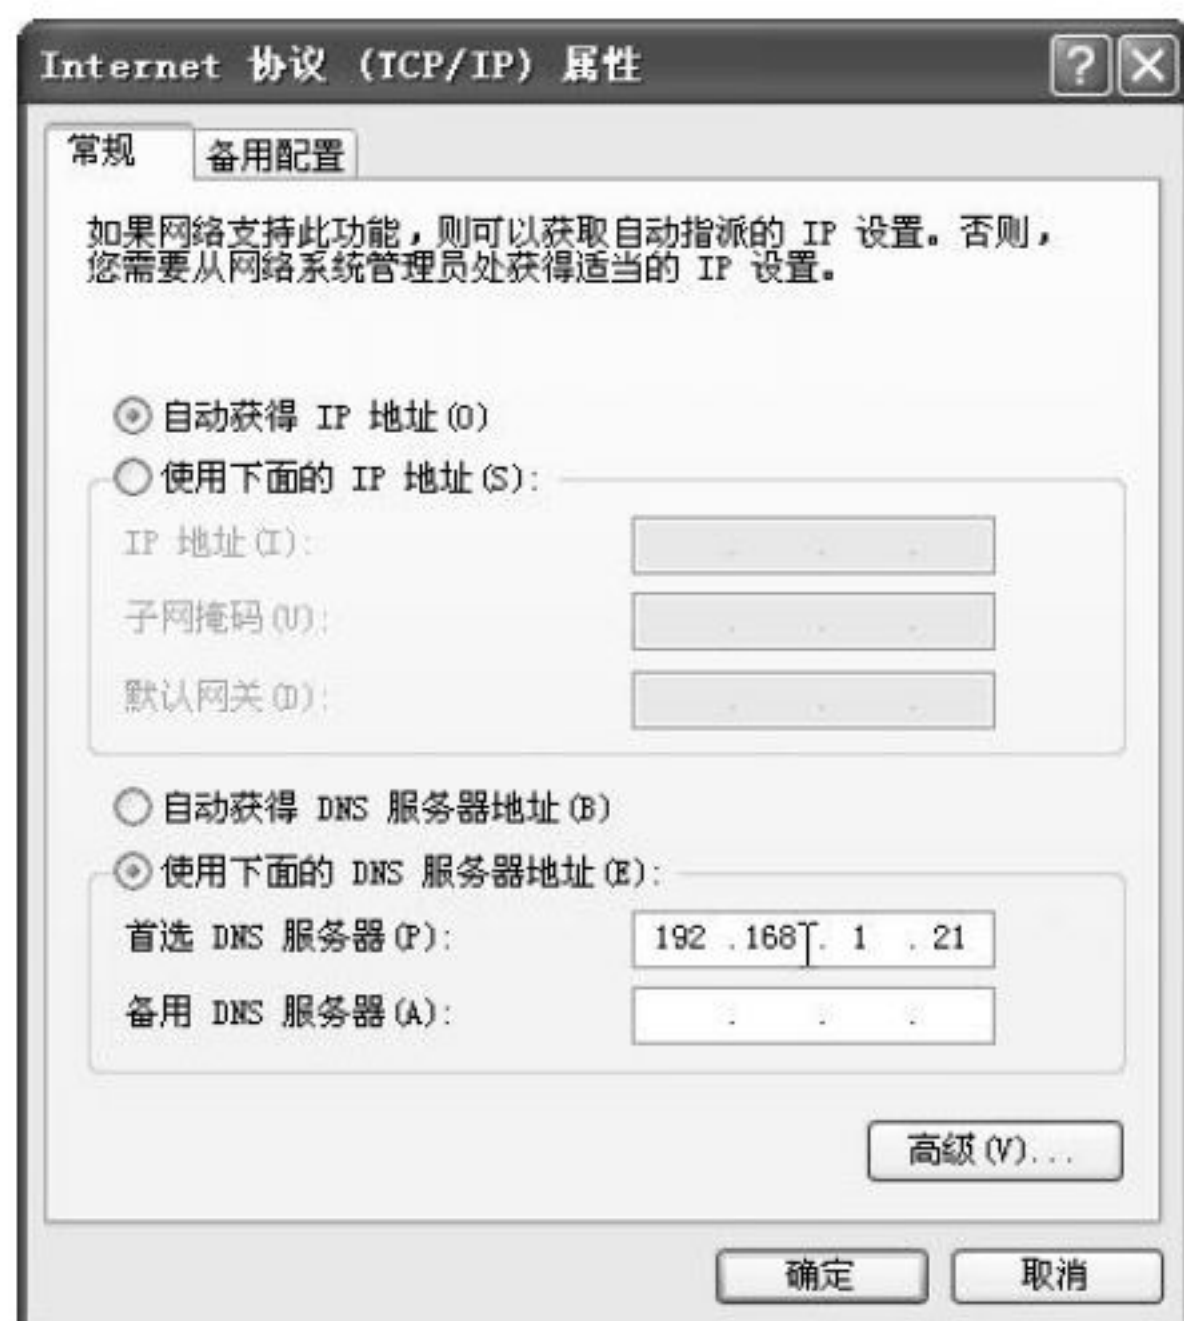 Internet 协议 (TCP/IP) 属性
常规 备用配置
如果网络支持此功能，则可以获取自动指派的 IP 设置。否则，
您需要从网络系统管理员处获得适当的 IP 设置。
自动获得 IP 地址(O)
使用下面的 IP 地址(S):
IP 地址(I):
子网掩码(U):
默认网关(D):
自动获得 DNS 服务器地址(B)
使用下面的 DNS 服务器地址(E):
首选 DNS 服务器(P): 192 .168 . 1 . 21
备用 DNS 服务器(A):
高级(V)...
确定 取消